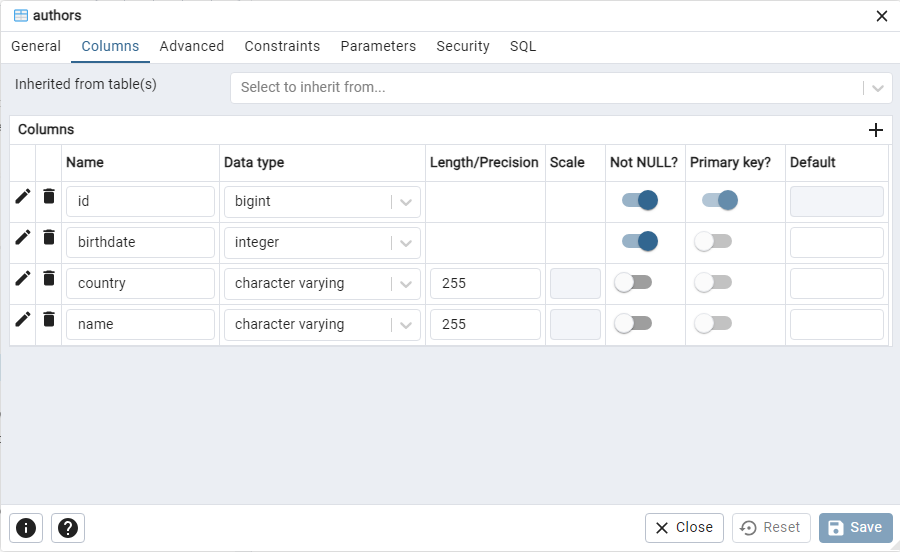 authors
General Columns Advanced Constraints Parameters Security SQL
Inherited from table(s) Select to inherit from...
Columns
Name Data type Length/Precision Scale Not NULL? Primary key? Default
id bigint
birthdate integer
country character varying 255
name character varying 255
Close Reset Save